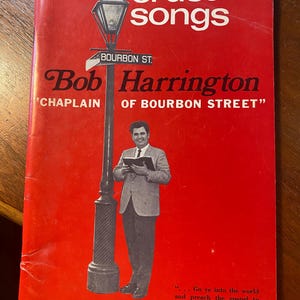 songs
BOURBON ST.
Bob Harrington
"CHAPLAIN OF BOURBON STREET"
"... Go ye into the world
and preach the gospel to